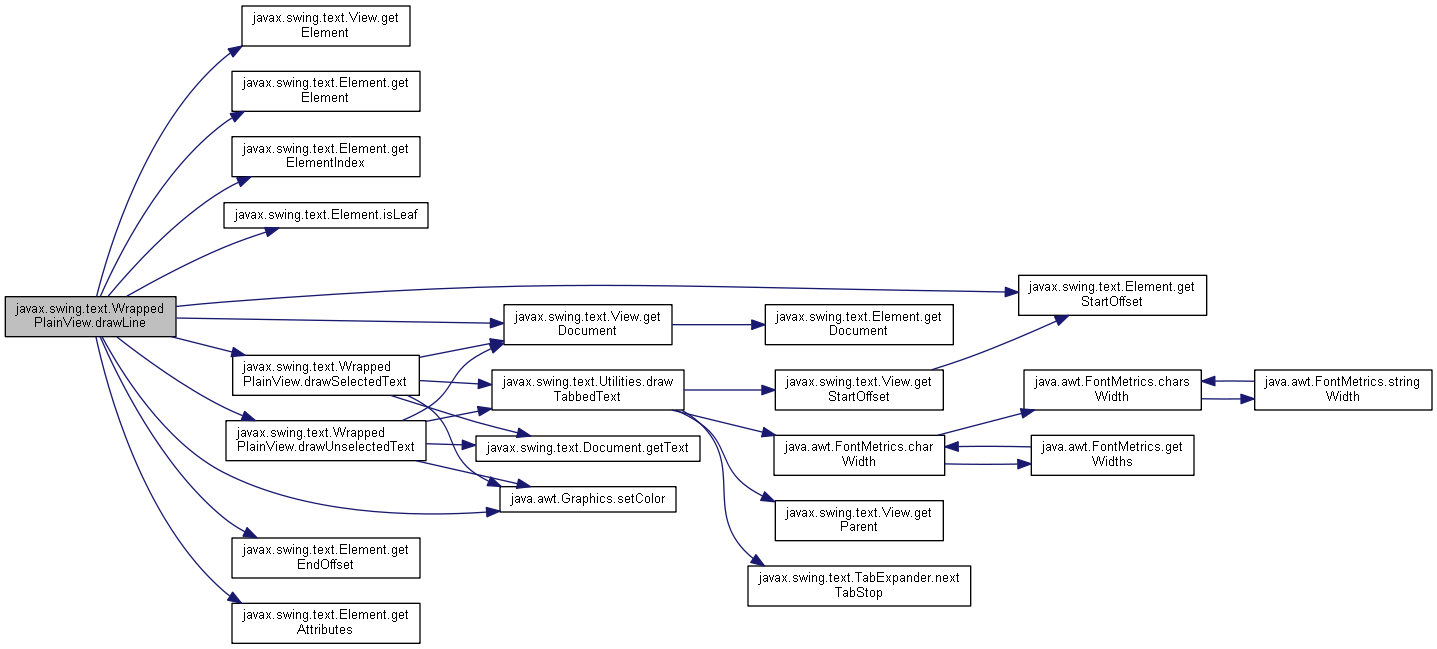 javax.swing.text.View.get
Element
javax.swing.text.Element.get
Element
javax.swing.text.Element.get
ElementIndex
javax.swing.text.Element.isLeaf
javax.swing.text.Wrapped
PlainView.drawLine
javax.swing.text.Element.get
StartOffset
javax.swing.text.View.get
Document
javax.swing.text.Element.get
Document
javax.swing.text.Wrapped
PlainView.drawSelectedText
javax.swing.text.Utilities.draw
TabbedText
javax.swing.text.View.get
StartOffset
java.awt.FontMetrics.chars
Width
java.awt.FontMetrics.string
Width
javax.swing.text.Wrapped
PlainView.drawUnselectedText
javax.swing.text.Document.getText
java.awt.FontMetrics.char
Width
java.awt.FontMetrics.get
Widths
java.awt.Graphics.setColor
javax.swing.text.View.get
Parent
javax.swing.text.Element.get
EndOffset
javax.swing.text.TabExpander.next
TabStop
javax.swing.text.Element.get
Attributes